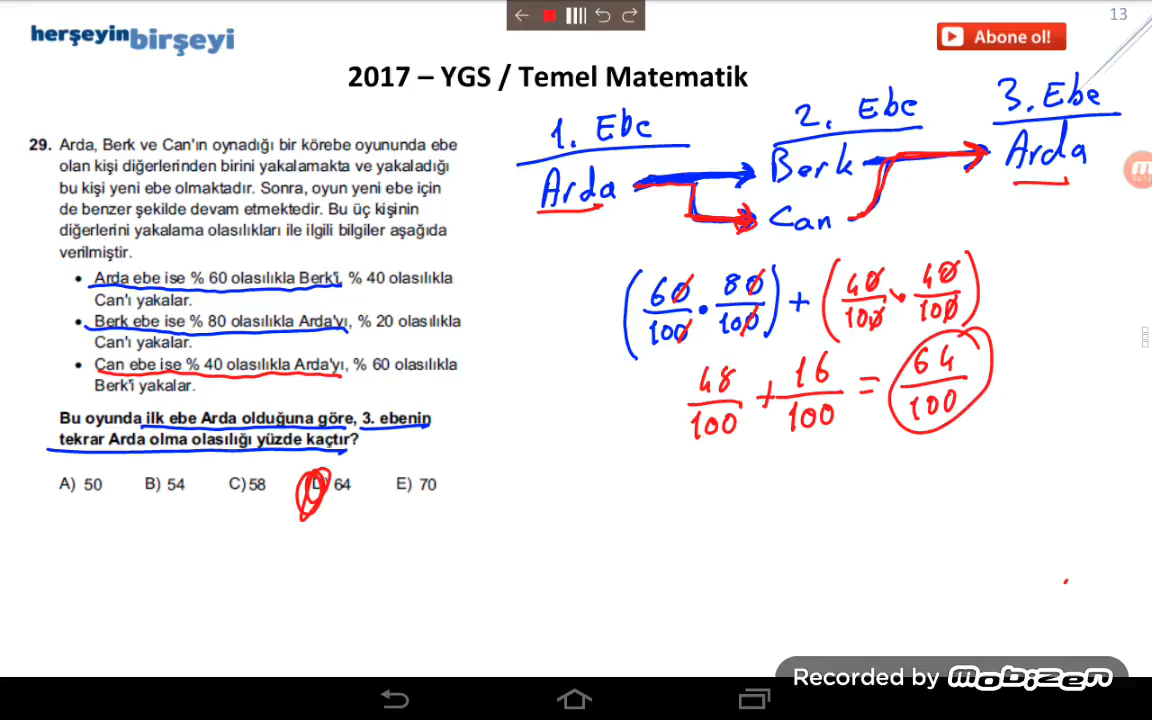 13
herşeyinbirşeyi
Abone ol!
2017 – YGS / Temel Matematik
29. Arda, Berk ve Can'ın oynadığı bir körebe oyununda ebe
olan kişi diğerlerinden birini yakalamakta ve yakaladığı
bu kişi yeni ebe olmaktadır. Sonra, oyun yeni ebe için
de benzer şekilde devam etmektedir. Bu üç kişinin
diğerlerini yakalama olasılıkları ile ilgili bilgiler aşağıda
verilmiştir.
• Arda ebe ise % 60 olasılıkla Berk'i, % 40 olasılıkla
Can'ı yakalar.
• Berk ebe ise % 80 olasılıkla Arda'yı, % 20 olasılıkla
Can'ı yakalar.
• Can ebe ise % 40 olasılıkla Arda'yı, % 60 olasılıkla
Berk'i yakalar.
Bu oyunda ilk ebe Arda olduğuna göre, 3. ebenin
tekrar Arda olma olasılığı yüzde kaçtır?
A) 50 B) 54 C) 58 D) 64 E) 70
1. Ebe 2. Ebe 3. Ebe
Arda Berk Arda
Can
(60/100 · 80/100) + (40/100 · 40/100)
48/100 + 16/100 = 64/100
Recorded by mobizen